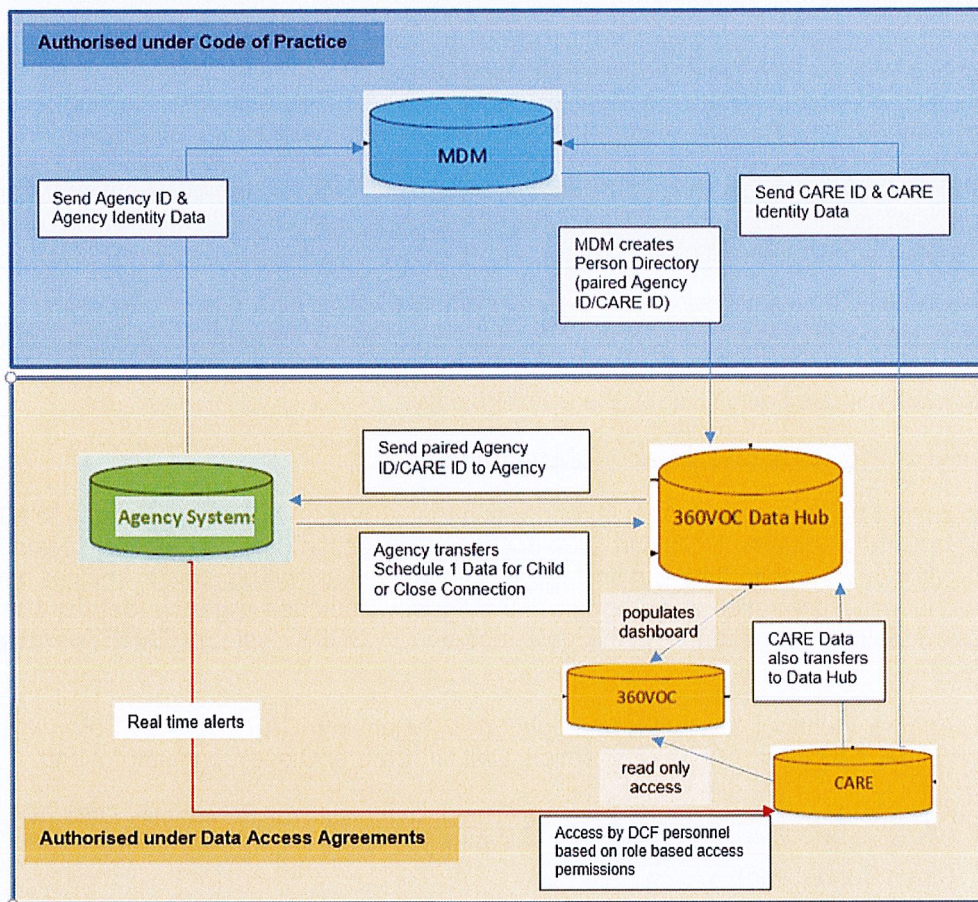 Authorised under Code of Practice
MDM
Send Agency ID &
Agency Identity Data
Send CARE ID & CARE
Identity Data
MDM creates
Person Directory
(paired Agency
ID/CARE ID)
Send paired Agency
ID/CARE ID to Agency
Agency Systems
360VOC Data Hub
Agency transfers
Schedule 1 Data for Child
or Close Connection
populates
dashboard
CARE Data
also transfers
to Data Hub
360VOC
Real time alerts
read only
access
CARE
Authorised under Data Access Agreements
Access by DCF personnel
based on role based access
permissions